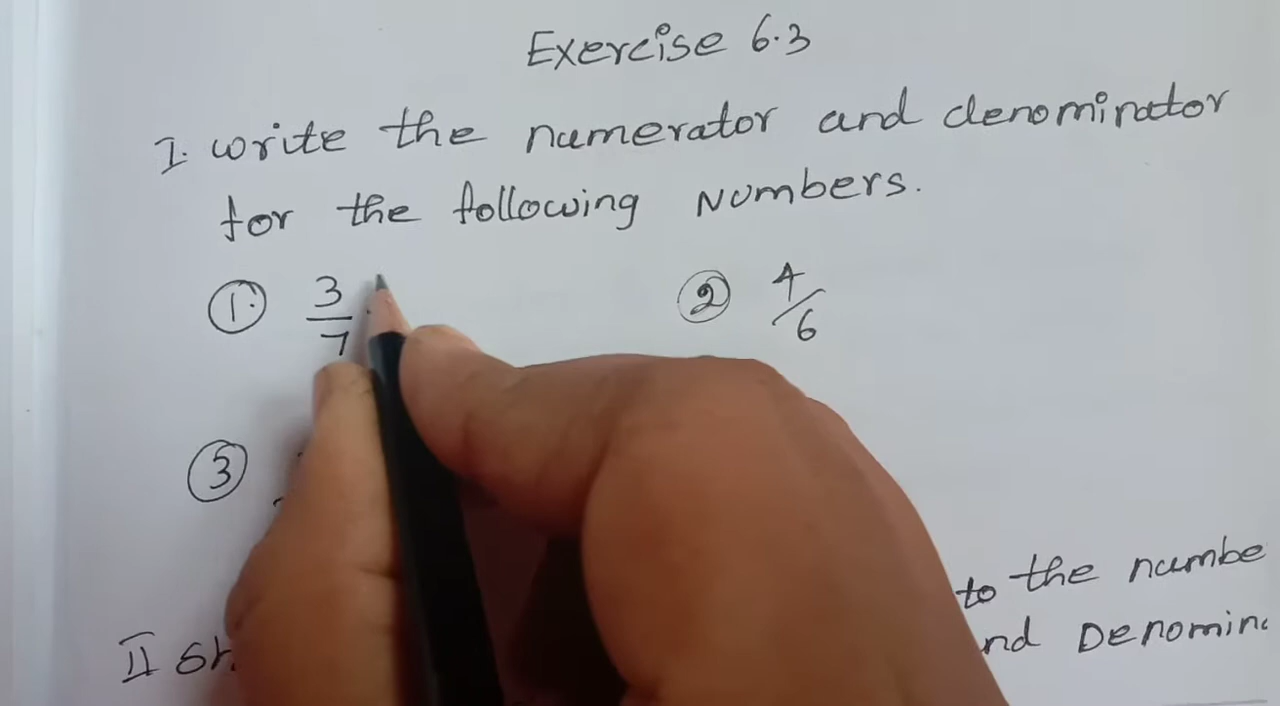 Exercise 6.3
I. write the numerator and denominator
for the following Numbers.
① 3/7 ② 4/6
③
to the numbe
II nd Denomin